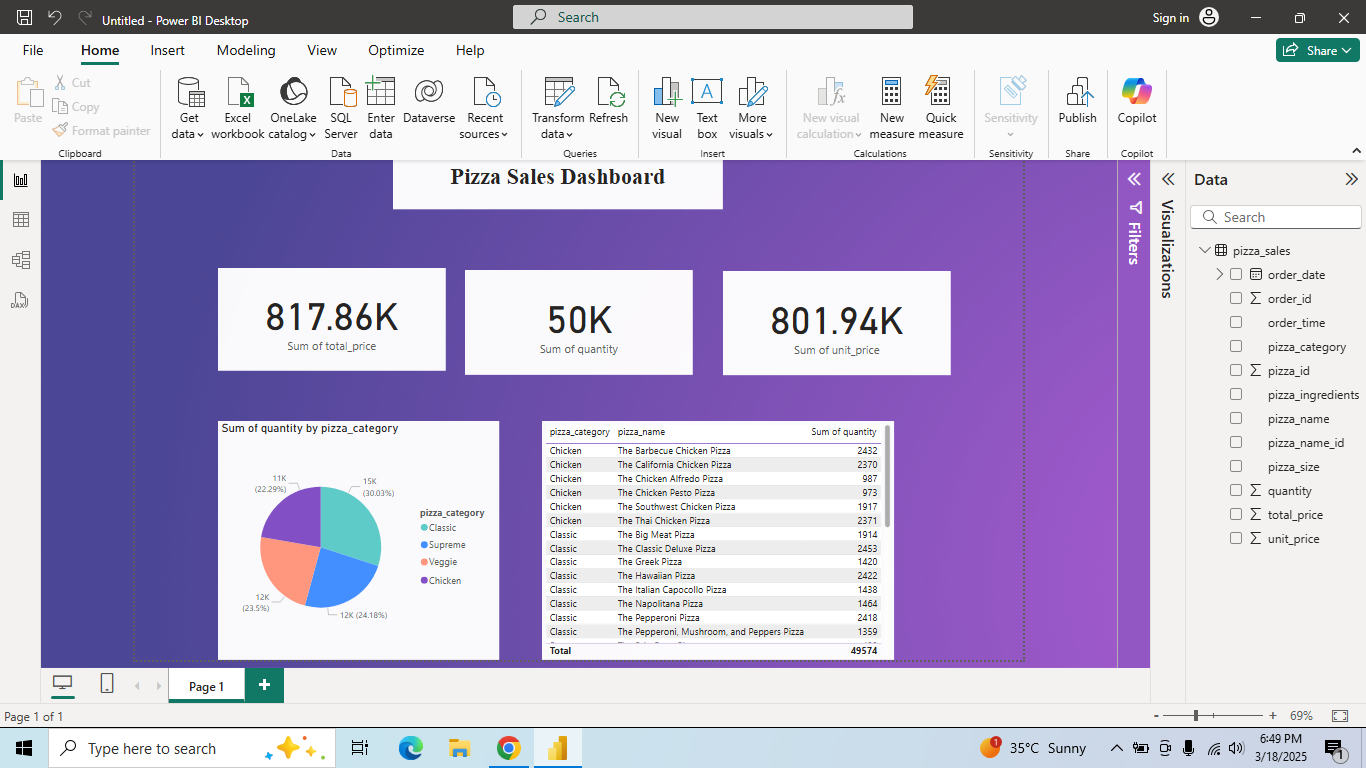 Untitled - Power BI Desktop
Search
Sign in
File
Home
Insert
Modeling
View
Optimize
Help
Share
Paste
Cut
Copy
Format painter
Clipboard
Get data
Excel workbook
OneLake catalog
SQL Server
Enter data
Dataverse
Recent sources
Data
Transform data
Refresh
Queries
New visual
Text box
More visuals
Insert
New visual calculation
New measure
Quick measure
Calculations
Sensitivity
Sensitivity
Publish
Share
Copilot
Copilot
DAX
Pizza Sales Dashboard
817.86K
Sum of total_price
50K
Sum of quantity
801.94K
Sum of unit_price
Sum of quantity by pizza_category
11K
(22.29%)
15K
(30.03%)
12K
(23.5%)
12K (24.18%)
pizza_category
Classic
Supreme
Veggie
Chicken
pizza_category pizza_name Sum of quantity
Chicken The Barbecue Chicken Pizza 2432
Chicken The California Chicken Pizza 2370
Chicken The Chicken Alfredo Pizza 987
Chicken The Chicken Pesto Pizza 973
Chicken The Southwest Chicken Pizza 1917
Chicken The Thai Chicken Pizza 2371
Classic The Big Meat Pizza 1914
Classic The Classic Deluxe Pizza 2453
Classic The Greek Pizza 1420
Classic The Hawaiian Pizza 2422
Classic The Italian Capocollo Pizza 1438
Classic The Napolitana Pizza 1464
Classic The Pepperoni Pizza 2418
Classic The Pepperoni, Mushroom, and Peppers Pizza 1359
Total 49574
Filters
Visualizations
Data
Search
pizza_sales
order_date
order_id
order_time
pizza_category
pizza_id
pizza_ingredients
pizza_name
pizza_name_id
pizza_size
quantity
total_price
unit_price
Page 1
Page 1 of 1
- + 69%
Type here to search
1
35°C Sunny
6:49 PM
3/18/2025
1